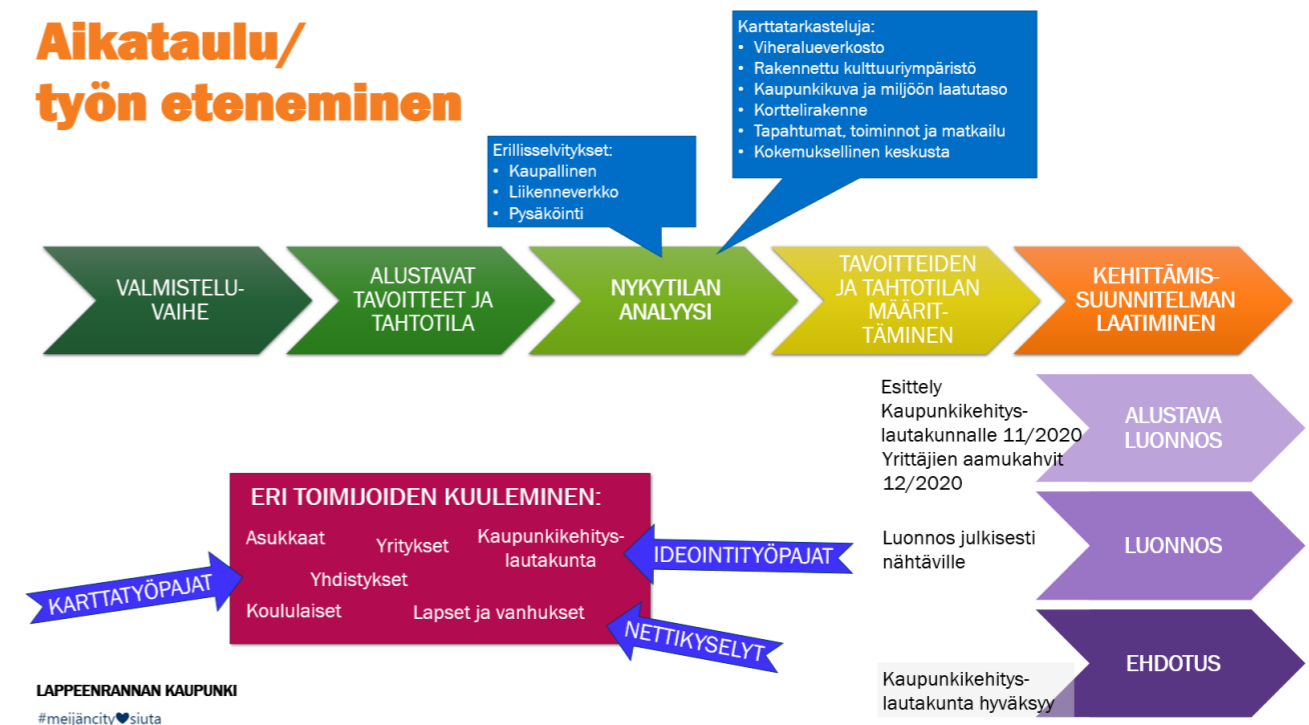 Aikataulu/
työn eteneminen
Karttatarkasteluja:
• Viheralueverkosto
• Rakennettu kulttuuriympäristö
• Kaupunkikuva ja miljöön laatutaso
• Korttelirakenne
• Tapahtumat, toiminnot ja matkailu
• Kokemuksellinen keskusta
Erillisselvitykset:
• Kaupallinen
• Liikenneverkko
• Pysäköinti
VALMISTELU-
VAIHE
ALUSTAVAT
TAVOITTEET JA
TAHTOTILA
NYKYTILAN
ANALYYSI
TAVOITTEIDEN
JA TAHTOTILAN
MÄÄRIT-
TÄMINEN
KEHITTÄMIS-
SUUNNITELMAN
LAATIMINEN
Esittely
Kaupunkikehitys-
lautakunnalle 11/2020
Yrittäjien aamukahvit
12/2020
ALUSTAVA
LUONNOS
Luonnos julkisesti
nähtäville
LUONNOS
Kaupunkikehitys-
lautakunta hyväksyy
EHDOTUS
ERI TOIMIJOIDEN KUULEMINEN:
Asukkaat
Yritykset
Kaupunkikehitys-
lautakunta
Yhdistykset
Koululaiset
Lapset ja vanhukset
KARTTATYÖPAJAT
IDEOINTITYÖPAJAT
NETTIKYSELYT
LAPPEENRANNAN KAUPUNKI
#meijäncity♥siuta